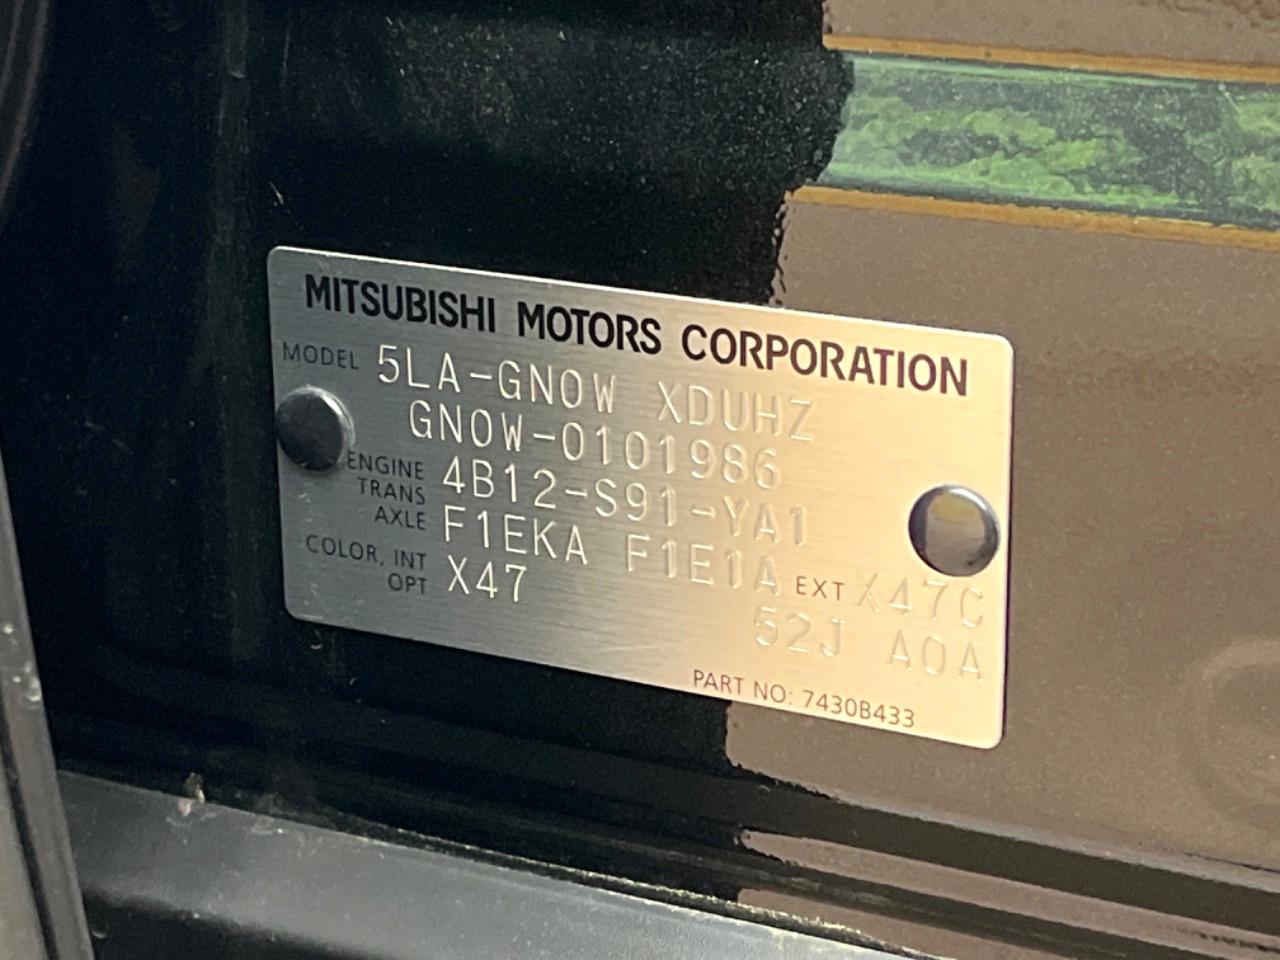 MITSUBISHI MOTORS CORPORATION
MODEL 5LA-GN0W XDUHZ
GN0W-0101986
ENGINE 4B12-S91-YA1
TRANS AXLE F1EKA F1E1A
COLOR, INT OPT X47 EXT X47C
52J A0A
PART NO: 7430B433